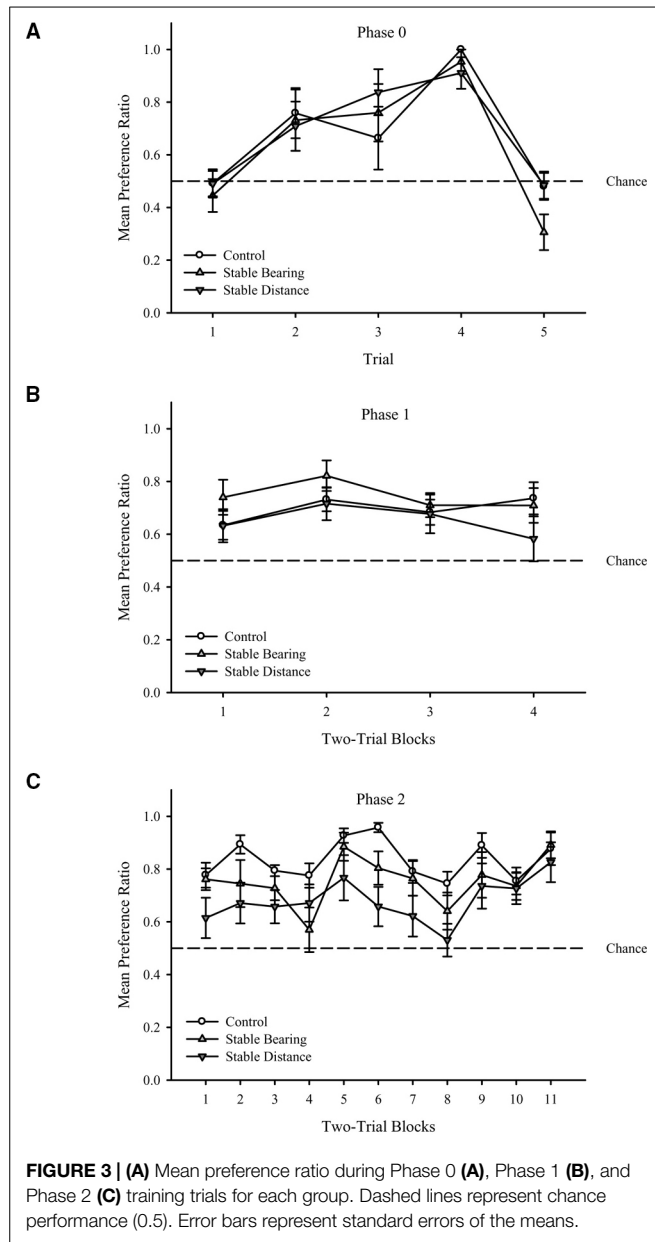 A
Phase 0
Mean Preference Ratio
1.0
0.8
0.6
0.4
0.2
0.0
Chance
Control
Stable Bearing
Stable Distance
1 2 3 4 5
Trial
B
Phase 1
Mean Preference Ratio
1.0
0.8
0.6
0.4
0.2
0.0
Chance
Control
Stable Bearing
Stable Distance
1 2 3 4
Two-Trial Blocks
C
Phase 2
Mean Preference Ratio
1.0
0.8
0.6
0.4
0.2
0.0
Chance
Control
Stable Bearing
Stable Distance
1 2 3 4 5 6 7 8 9 10 11
Two-Trial Blocks
FIGURE 3 | (A) Mean preference ratio during Phase 0 (A), Phase 1 (B), and
Phase 2 (C) training trials for each group. Dashed lines represent chance
performance (0.5). Error bars represent standard errors of the means.